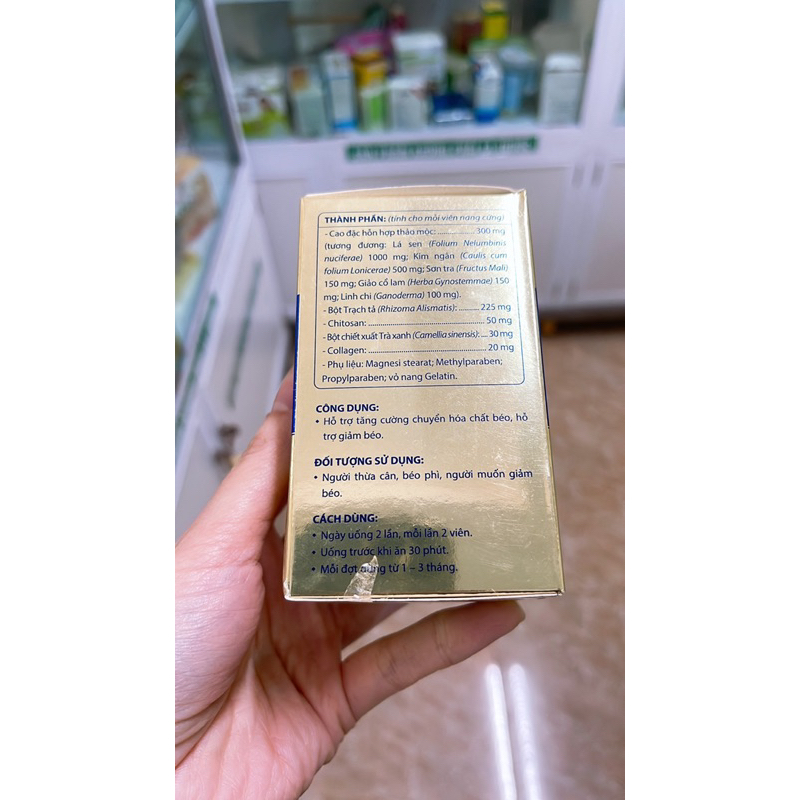 THÀNH PHẦN: (tính cho mỗi viên nang cứng)
- Cao đặc hỗn hợp thảo mộc: .............. 300 mg
(tương đương: Lá sen (Folium Nelumbinis
nuciferae) 1000 mg; Kim ngân (Caulis cum
folium Lonicerae) 500 mg; Sơn tra (Fructus Mali)
150 mg; Giảo cổ lam (Herba Gynostemmae) 150
mg; Linh chi (Ganoderma) 100 mg).
- Bột Trạch tả (Rhizoma Alismatis): ......... 225 mg
- Chitosan: ............................................. 50 mg
- Bột chiết xuất Trà xanh (Camellia sinensis): ... 30 mg
- Collagen: ............................................. 20 mg
- Phụ liệu: Magnesi stearat; Methylparaben;
Propylparaben; vỏ nang Gelatin.
CÔNG DỤNG:
• Hỗ trợ tăng cường chuyển hóa chất béo, hỗ
trợ giảm béo.
ĐỐI TƯỢNG SỬ DỤNG:
• Người thừa cân, béo phì, người muốn giảm
béo.
CÁCH DÙNG:
• Ngày uống 2 lần, mỗi lần 2 viên.
• Uống trước khi ăn 30 phút.
• Mỗi đợt dùng từ 1 – 3 tháng.